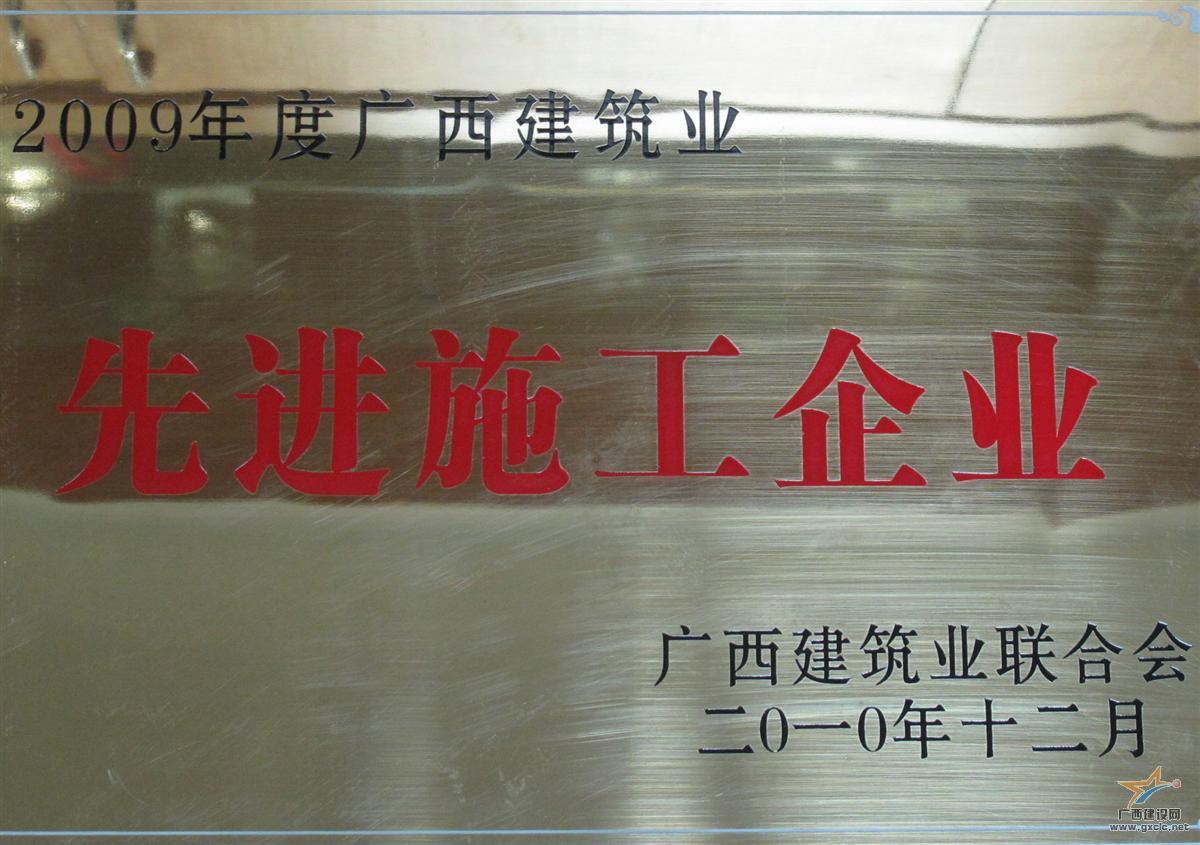 2009年度广西建筑业
先进施工企业
广西建筑业联合会
二0一0年十二月
广西建设网
www.gxcic.net